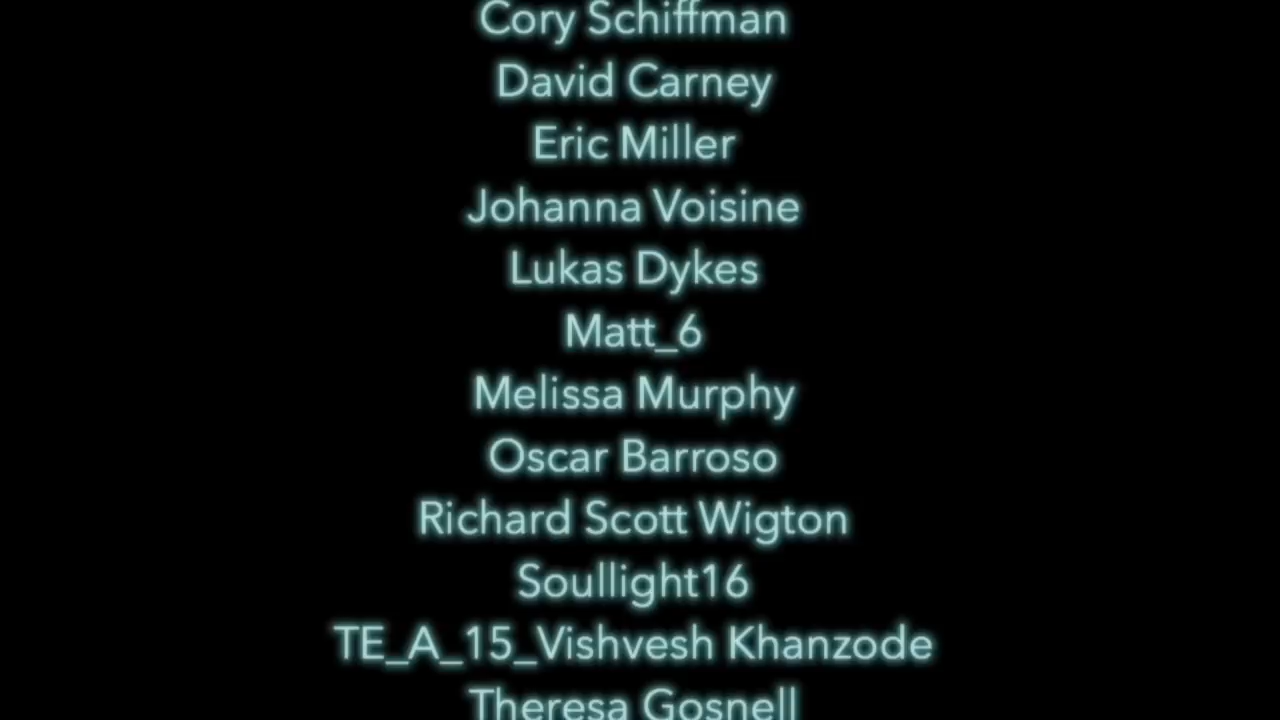 Cory Schiffman
David Carney
Eric Miller
Johanna Voisine
Lukas Dykes
Matt_6
Melissa Murphy
Oscar Barroso
Richard Scott Wigton
Soullight16
TE_A_15_Vishvesh Khanzode
Theresa Gosnell